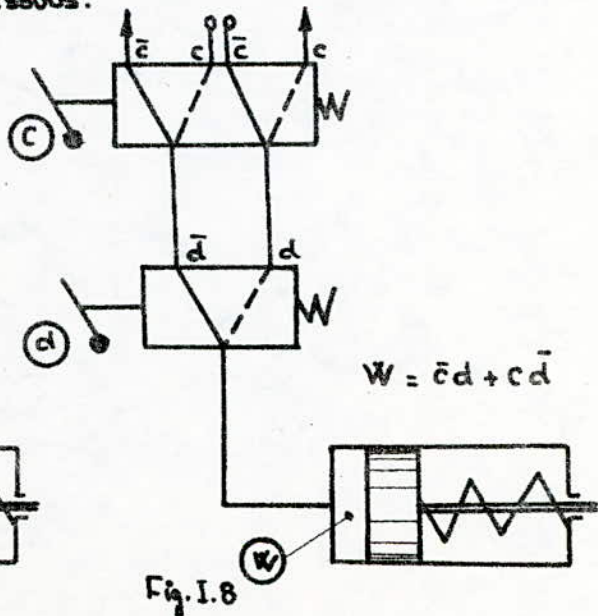 c̄ c c̄ c
C
d̄ d
d
W = c̄d + cd̄
W
Fig. I.8